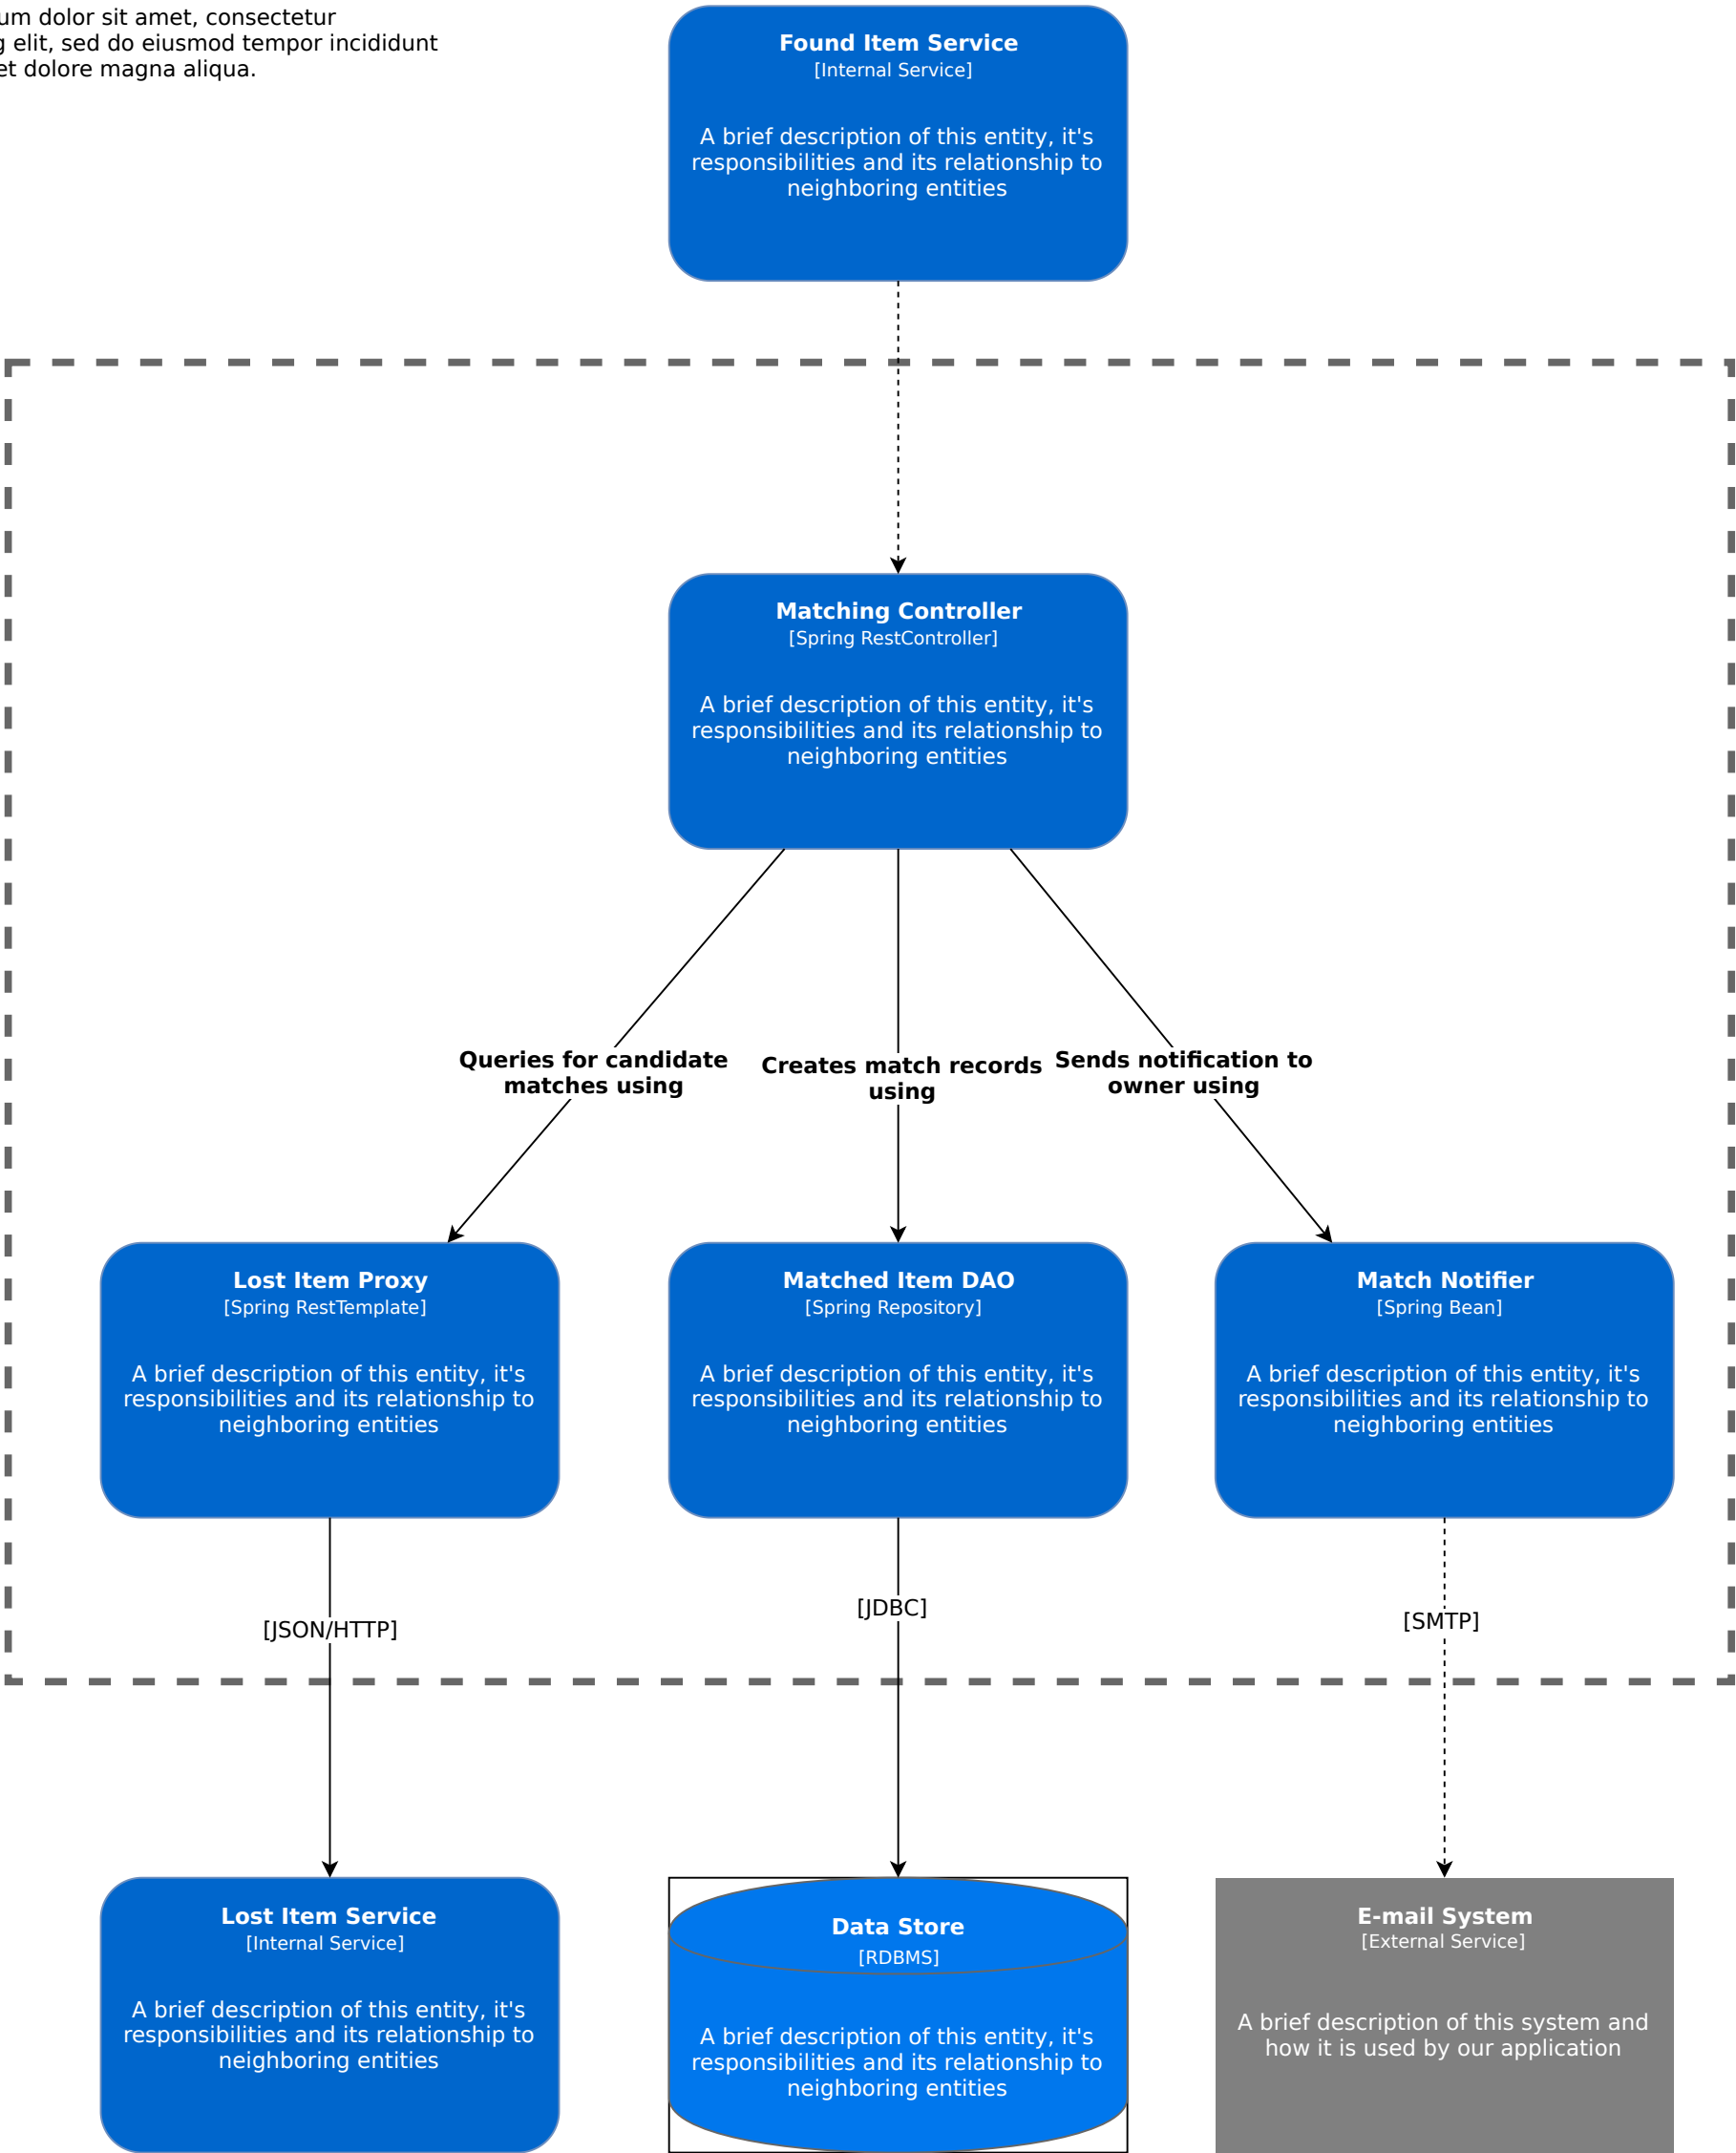 um dolor sit amet, consectetur
elit, sed do eiusmod tempor incididunt
et dolore magna aliqua.
Found Item Service
[Internal Service]
A brief description of this entity, it's
responsibilities and its relationship to
neighboring entities
Matching Controller
[Spring RestController]
A brief description of this entity, it's
responsibilities and its relationship to
neighboring entities
Queries for candidate
matches using
Creates match records
using
Sends notification to
owner using
Lost Item Proxy
[Spring RestTemplate]
A brief description of this entity, it's
responsibilities and its relationship to
neighboring entities
Matched Item DAO
[Spring Repository]
A brief description of this entity, it's
responsibilities and its relationship to
neighboring entities
Match Notifier
[Spring Bean]
A brief description of this entity, it's
responsibilities and its relationship to
neighboring entities
[JSON/HTTP]
[JDBC]
[SMTP]
Lost Item Service
[Internal Service]
A brief description of this entity, it's
responsibilities and its relationship to
neighboring entities
Data Store
[RDBMS]
A brief description of this entity, it's
responsibilities and its relationship to
neighboring entities
E-mail System
[External Service]
A brief description of this system and
how it is used by our application